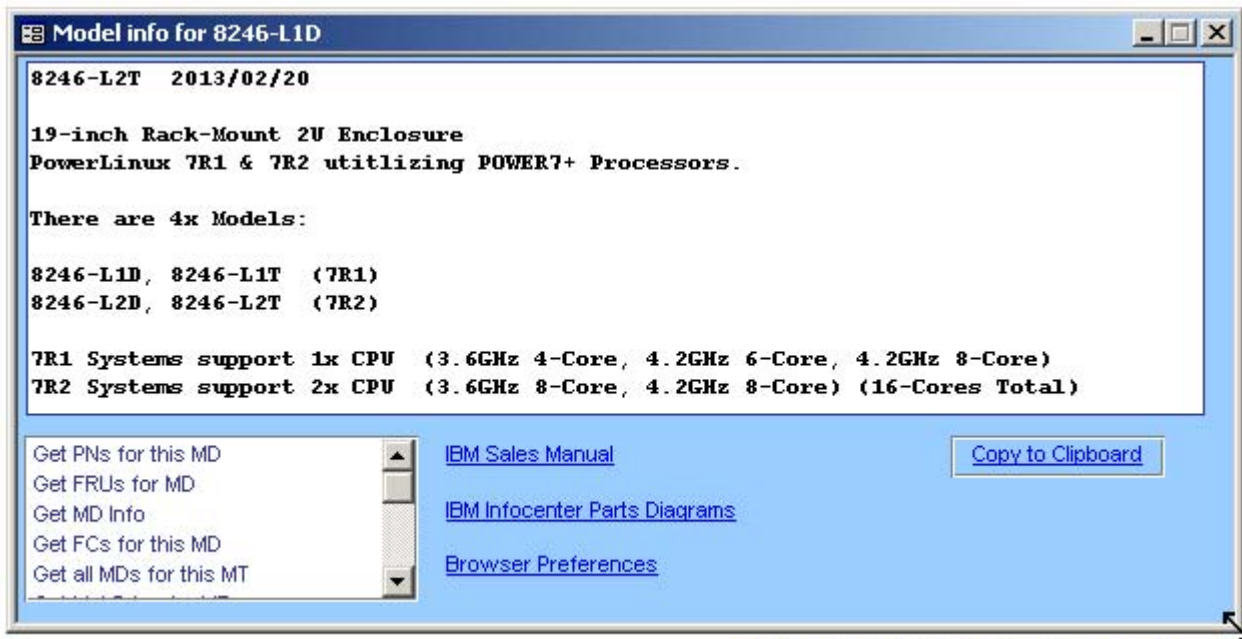 Model info for 8246-L1D
8246-L2T 2013/02/20
19-inch Rack-Mount 2U Enclosure
PowerLinux 7R1 & 7R2 utitlizing POWER7+ Processors.
There are 4x Models:
8246-L1D, 8246-L1T (7R1)
8246-L2D, 8246-L2T (7R2)
7R1 Systems support 1x CPU (3.6GHz 4-Core, 4.2GHz 6-Core, 4.2GHz 8-Core)
7R2 Systems support 2x CPU (3.6GHz 8-Core, 4.2GHz 8-Core) (16-Cores Total)
Get PNs for this MD
Get FRUs for MD
Get MD Info
Get FCs for this MD
Get all MDs for this MT
IBM Sales Manual
IBM Infocenter Parts Diagrams
Browser Preferences
Copy to Clipboard